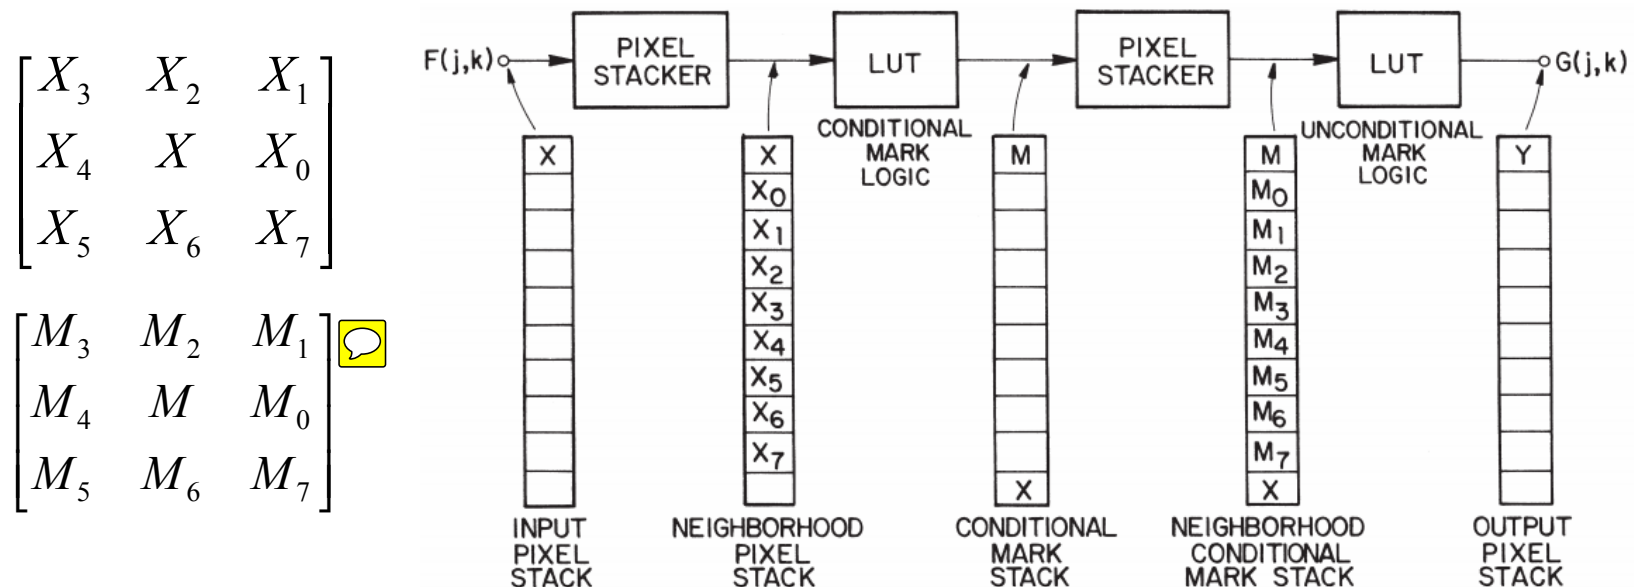 X₃ X₂ X₁
X₄ X X₀
X₅ X₆ X₇
M₃ M₂ M₁
M₄ M M₀
M₅ M₆ M₇
F(j,k)
PIXEL
STACKER
LUT
CONDITIONAL
MARK
LOGIC
PIXEL
STACKER
LUT
UNCONDITIONAL
MARK
LOGIC
G(j,k)
X
INPUT
PIXEL
STACK
X
X₀
X₁
X₂
X₃
X₄
X₅
X₆
X₇
NEIGHBORHOOD
PIXEL
STACK
M
X
CONDITIONAL
MARK
STACK
M
M₀
M₁
M₂
M₃
M₄
M₅
M₆
M₇
X
NEIGHBORHOOD
CONDITIONAL
MARK STACK
Y
OUTPUT
PIXEL
STACK